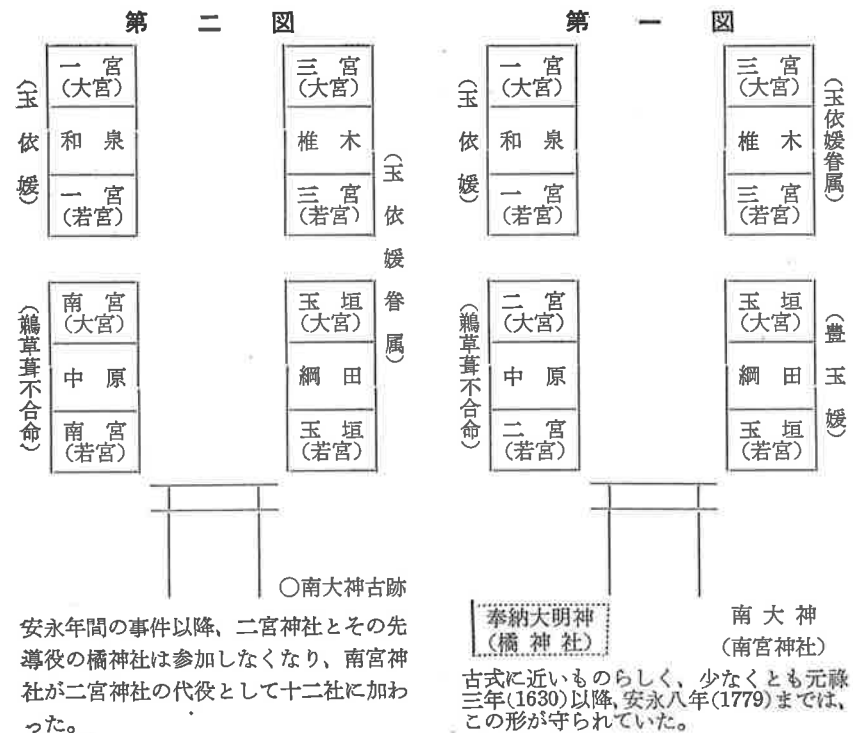 第一図
三宮
(大宮)
椎木
三宮
(若宮)
(玉依媛眷属)
一宮
(大宮)
和泉
一宮
(若宮)
(玉依媛)
玉垣
(大宮)
綱田
玉垣
(若宮)
(豊玉媛)
二宮
(大宮)
中原
二宮
(若宮)
(鵜草葺不合命)
南大神
(南宮神社)
奉納大明神
(橘神社)
古式に近いものらしく、少なくとも元祿
三年(1630)以降、安永八年(1779)までは、
この形が守られていた。
第二図
三宮
(大宮)
椎木
三宮
(若宮)
一宮
(大宮)
和泉
一宮
(若宮)
(玉依媛)
玉垣
(大宮)
綱田
玉垣
(若宮)
(玉依媛眷属)
南宮
(大宮)
中原
南宮
(若宮)
(鵜草葺不合命)
○南大神古跡
安永年間の事件以降、二宮神社とその先
導役の橘神社は参加しなくなり、南宮神
社が二宮神社の代役として十二社に加わ
った。